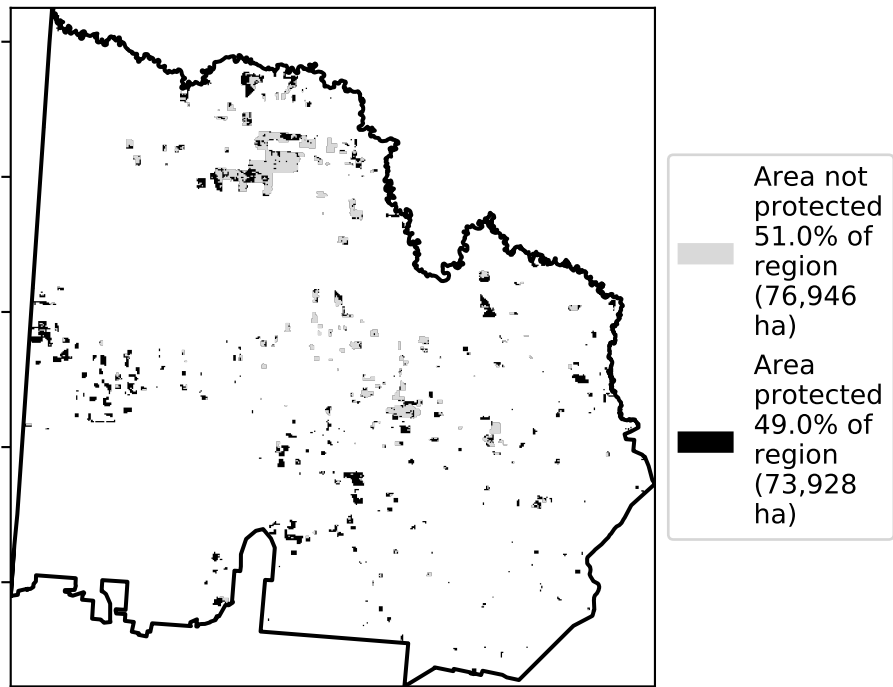 Area not
protected
51.0% of
region
(76,946
ha)
Area
protected
49.0% of
region
(73,928
ha)